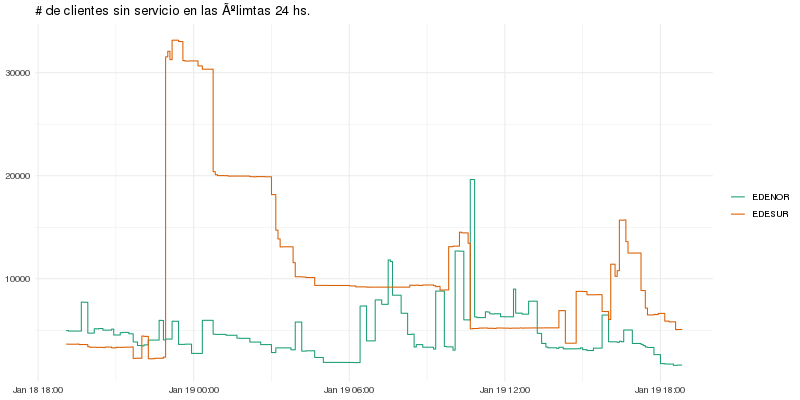 # de clientes sin servicio en las Ãºlimtas 24 hs.
30000
20000
10000
Jan 18 18:00 Jan 19 00:00 Jan 19 06:00 Jan 19 12:00 Jan 19 18:00
EDENOR
EDESUR